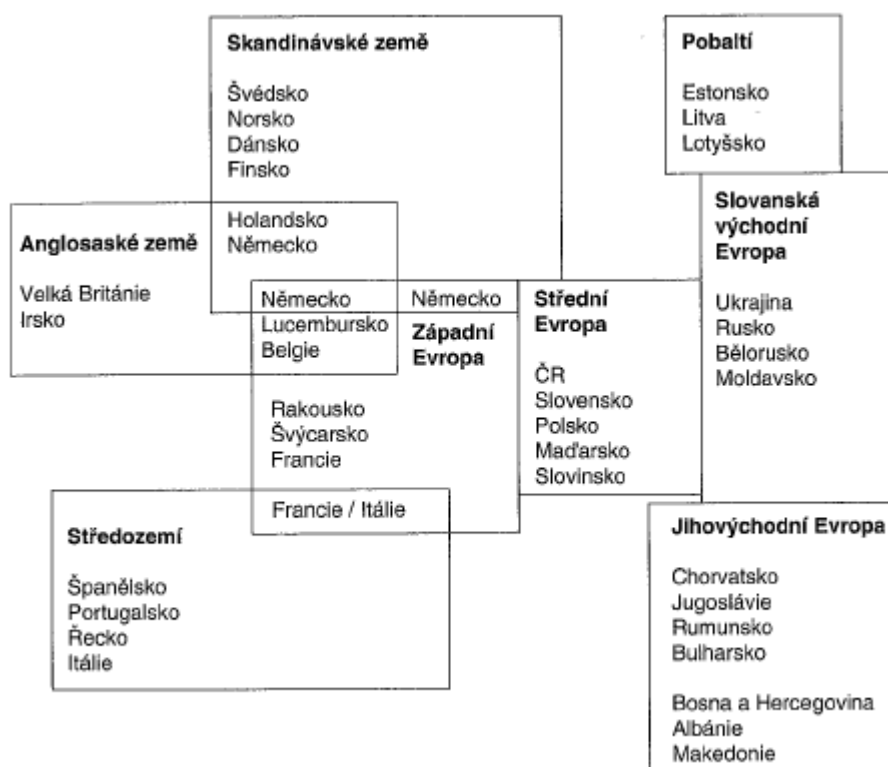 Skandinávské země
Švédsko
Norsko
Dánsko
Finsko
Holandsko
Německo
Pobaltí
Estonsko
Litva
Lotyšsko
Anglosaské země
Velká Británie
Irsko
Německo
Lucembursko
Belgie
Německo
Západní
Evropa
Rakousko
Švýcarsko
Francie
Francie / Itálie
Střední
Evropa
ČR
Slovensko
Polsko
Maďarsko
Slovinsko
Slovanská
východní
Evropa
Ukrajina
Rusko
Bělorusko
Moldavsko
Středozemí
Španělsko
Portugalsko
Řecko
Itálie
Jihovýchodní Evropa
Chorvatsko
Jugoslávie
Rumunsko
Bulharsko
Bosna a Hercegovina
Albánie
Makedonie